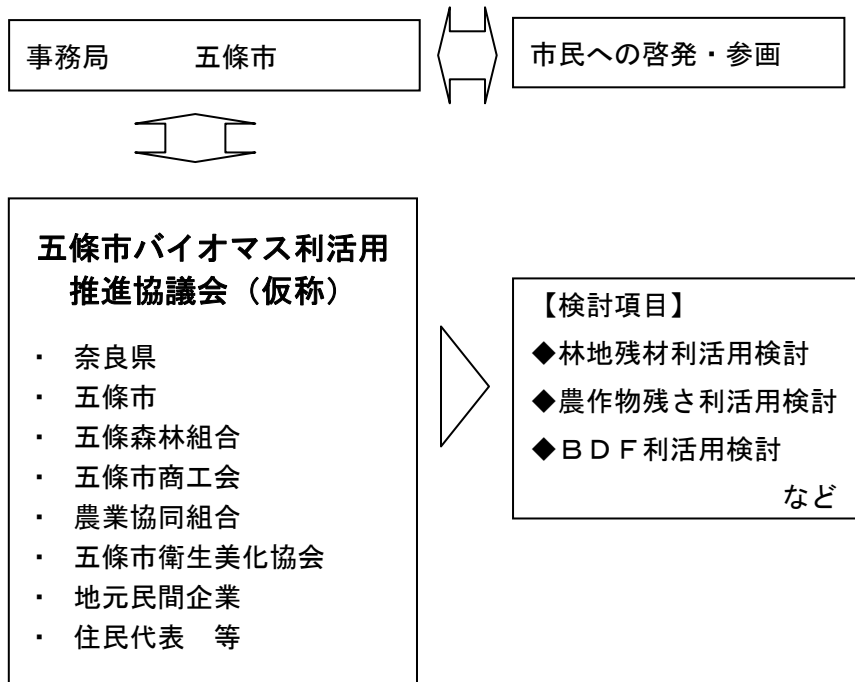 事務局　　　五條市
市民への啓発・参画
五條市バイオマス利活用
推進協議会（仮称）
・　奈良県
・　五條市
・　五條森林組合
・　五條市商工会
・　農業協同組合
・　五條市衛生美化協会
・　地元民間企業
・　住民代表　等
【検討項目】
◆林地残材利活用検討
◆農作物残さ利活用検討
◆ＢＤＦ利活用検討
など